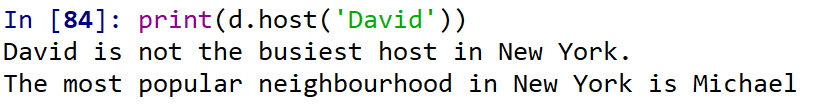 In [84]: print(d.host('David'))
David is not the busiest host in New York.
The most popular neighbourhood in New York is Michael